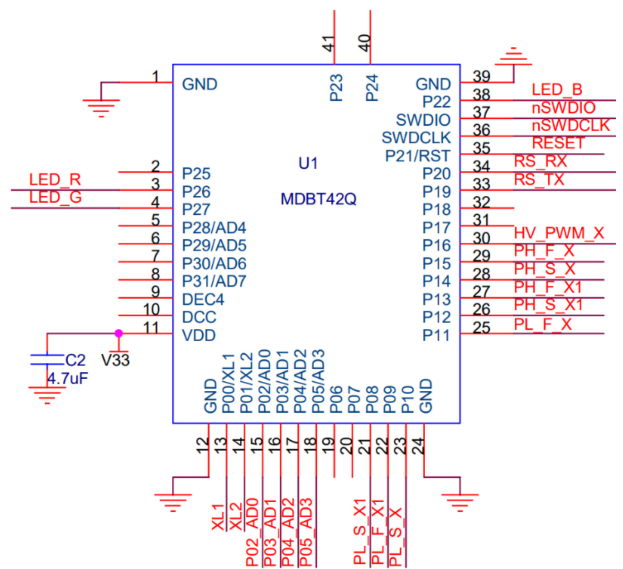 41
40
P23
P24
1
GND
GND
39
P22
38
LED_B
SWDIO
37
nSWDIO
SWDCLK
36
nSWDCLK
P21/RST
35
RESET
U1
MDBT42Q
2
P25
P20
34
RS_RX
LED_R
3
P26
P19
33
RS_TX
LED_G
4
P27
P18
32
5
P28/AD4
P17
31
6
P29/AD5
P16
30
HV_PWM_X
7
P30/AD6
P15
29
PH_F_X
8
P31/AD7
P14
28
PH_S_X
9
DEC4
P13
27
PH_F_X1
10
DCC
P12
26
PH_S_X1
11
VDD
P11
25
PL_F_X
C2
4.7uF
V33
GND
P00/XL1
P01/XL2
P02/AD0
P03/AD1
P04/AD2
P05/AD3
P06
P07
P08
P09
P10
GND
12
13
14
15
16
17
18
19
20
21
22
23
24
XL1
XL2
P02_AD0
P03_AD1
P04_AD2
P05_AD3
PL_S_X1
PL_F_X1
PL_S_X